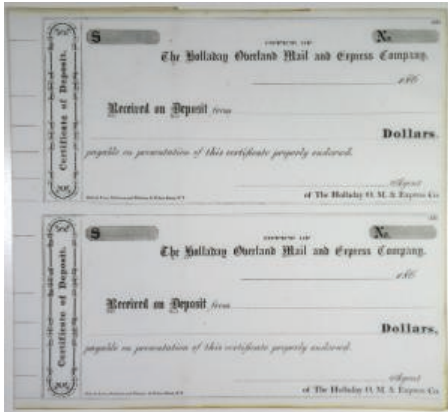 Certificate of Deposit.
$ No.
OFFICE OF
The Holladay Overland Mail and Express Company.
186
Received on Deposit from
Dollars.
payable on presentation of this certificate properly endorsed.
Agent
of The Holladay O. M. & Express Co
Certificate of Deposit.
$ No.
OFFICE OF
The Holladay Overland Mail and Express Company.
186
Received on Deposit from
Dollars,
payable on presentation of this certificate properly endorsed.
Agent
of The Holladay O. M. & Express Co